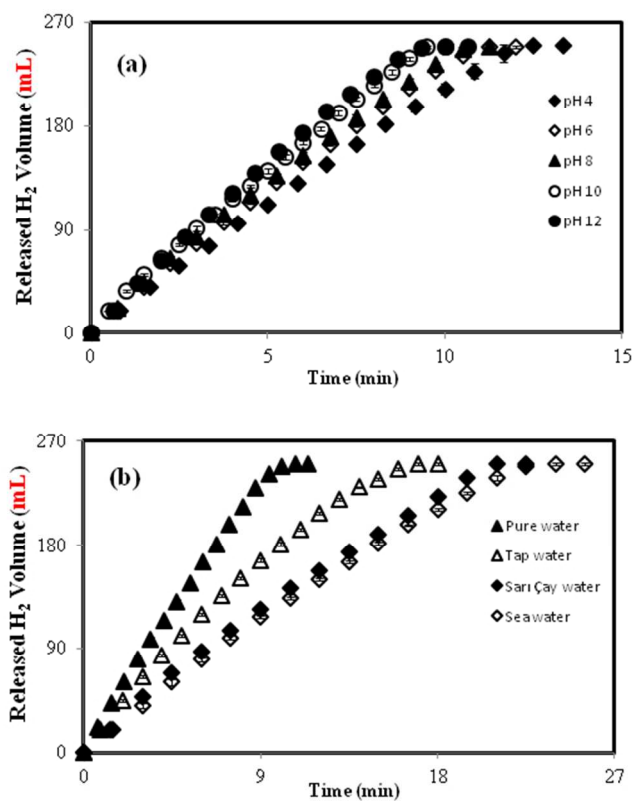 270
180
90
0
Released H₂ Volume (mL)
(a)
pH 4
pH 6
pH 8
pH 10
pH 12
0 5 10 15
Time (min)
270
180
90
0
Released H₂ Volume (mL)
(b)
Pure water
Tap water
Sarı Çay water
Sea water
0 9 18 27
Time (min)